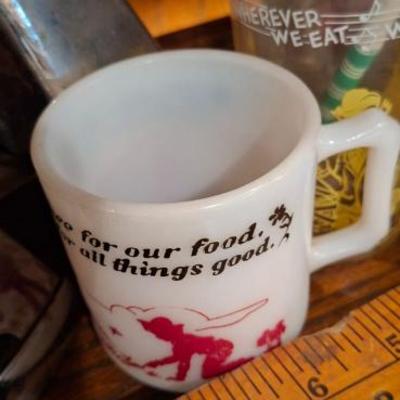 WHEREVER
WE EAT
for our food.
all things good.
6
5